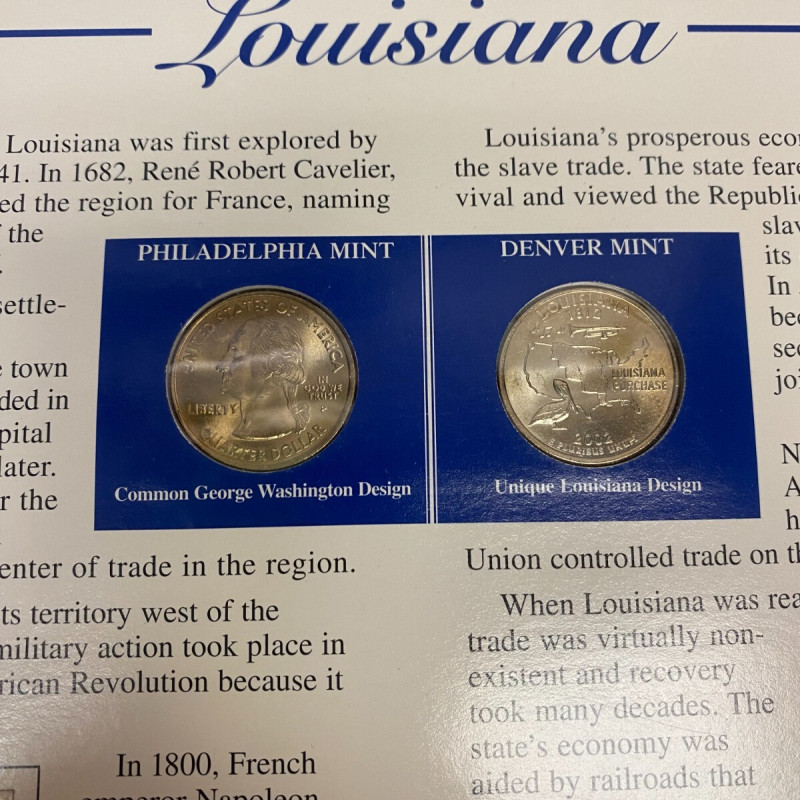 Louisiana
Louisiana was first explored by
41. In 1682, René Robert Cavelier,
ed the region for France, naming
the
settle-
town
ded in
pital
later.
r the
enter of trade in the region.
ts territory west of the
military action took place in
rican Revolution because it
In 1800, French
emperor Napoleon
PHILADELPHIA MINT
UNITED STATES OF AMERICA
LIBERTY
IN
GOD WE
TRUST
P
QUARTER DOLLAR
Common George Washington Design
DENVER MINT
LOUISIANA
1812
LOUISIANA
PURCHASE
2002
E PLURIBUS UNUM
Unique Louisiana Design
Louisiana's prosperous eco
the slave trade. The state feare
vival and viewed the Republi
slav
its
In
bec
sec
joi
N
A
h
Union controlled trade on th
When Louisiana was rea
trade was virtually non-
existent and recovery
took many decades. The
state's economy was
aided by railroads that